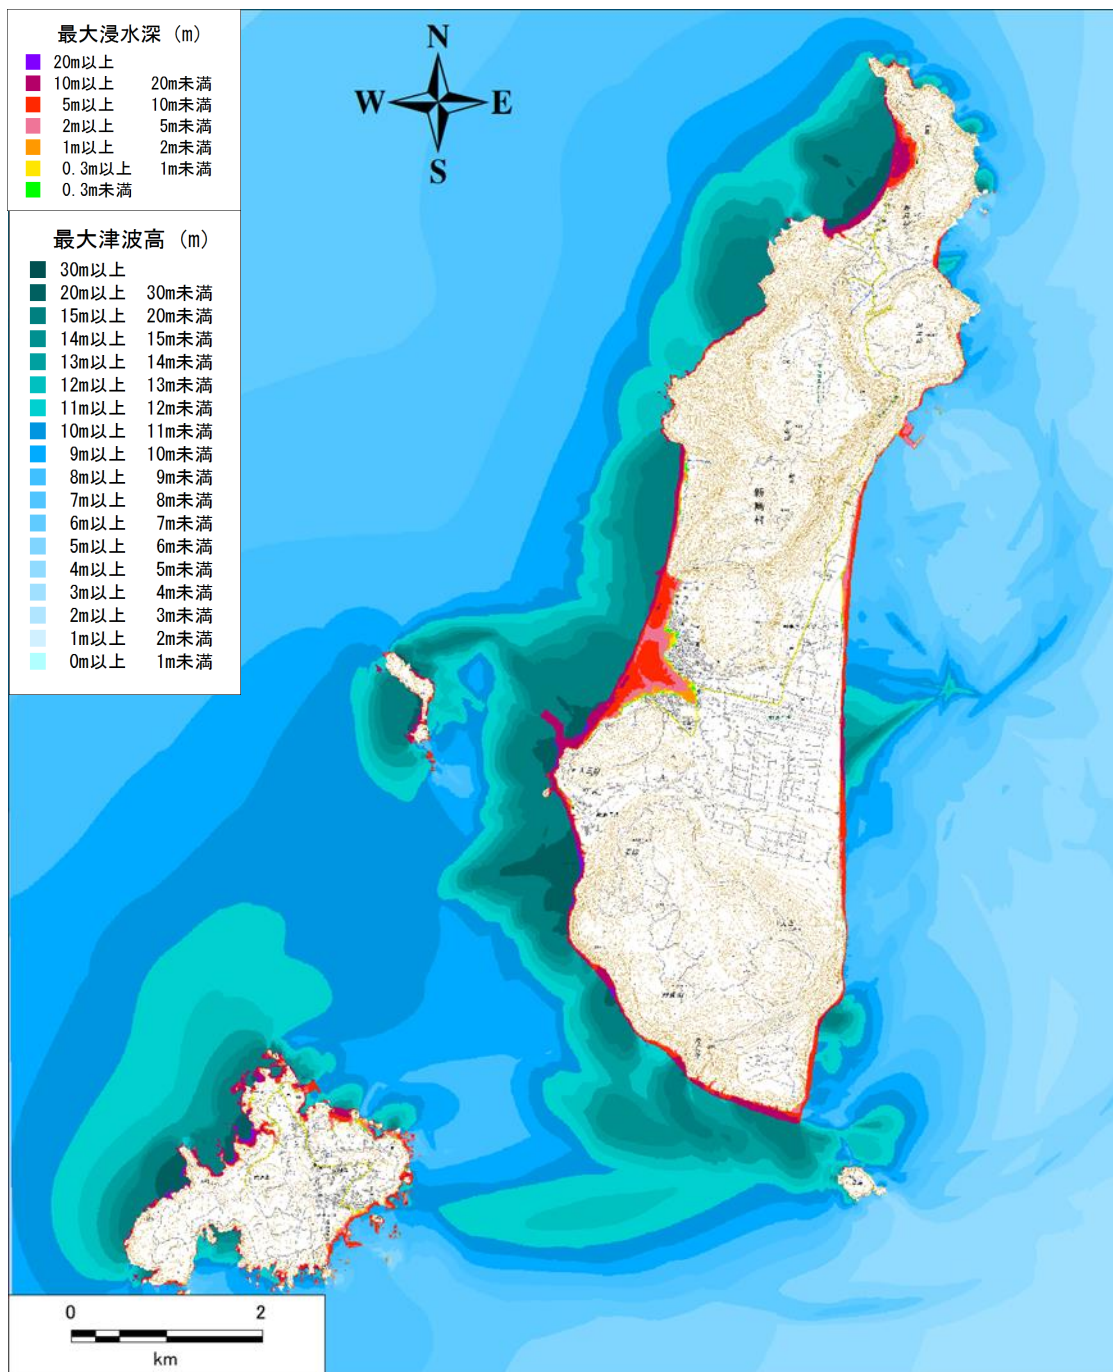 最大浸水深 (m)
20m以上
10m以上 20m未満
5m以上 10m未満
2m以上 5m未満
1m以上 2m未満
0.3m以上 1m未満
0.3m未満
最大津波高 (m)
30m以上
20m以上 30m未満
15m以上 20m未満
14m以上 15m未満
13m以上 14m未満
12m以上 13m未満
11m以上 12m未満
10m以上 11m未満
9m以上 10m未満
8m以上 9m未満
7m以上 8m未満
6m以上 7m未満
5m以上 6m未満
4m以上 5m未満
3m以上 4m未満
2m以上 3m未満
1m以上 2m未満
0m以上 1m未満
N
W E
S
新島村
0 2
km